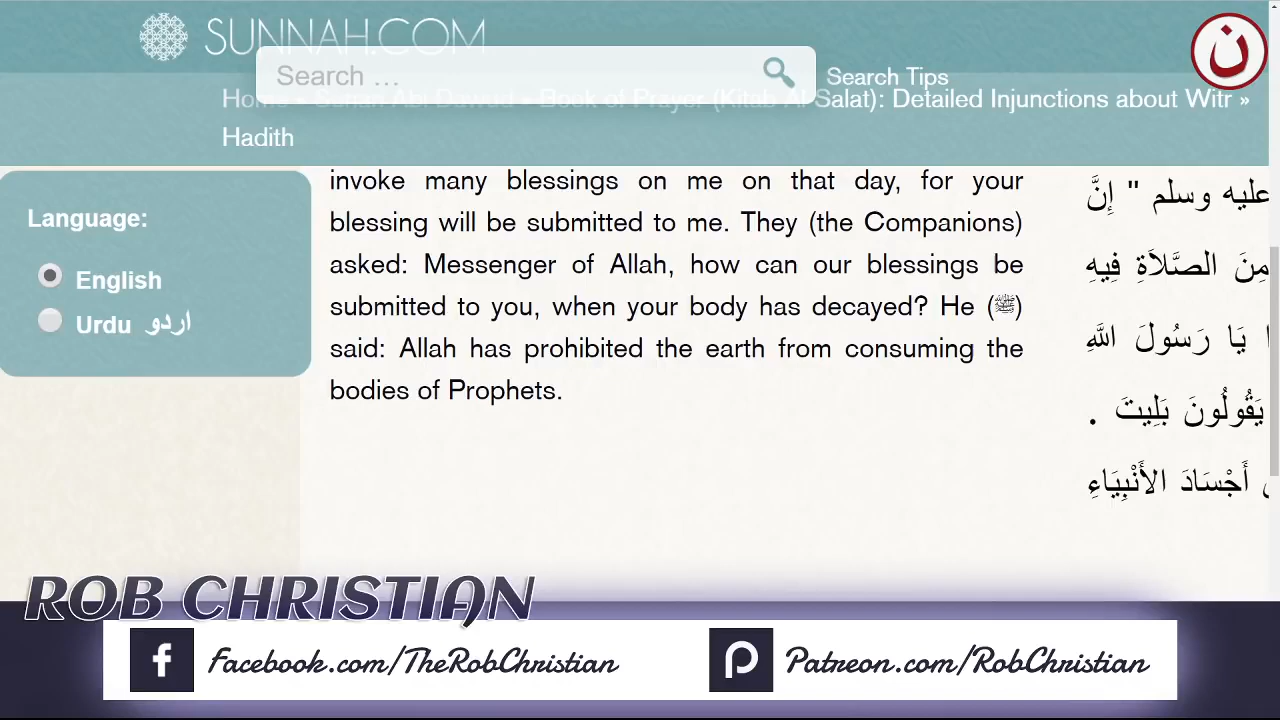 SUNNAH.COM
ن
Search ...
Search Tips
Home » Sunan Abi Dawud » Book of Prayer (Kitab Al-Salat): Detailed Injunctions about Witr »
Hadith
Language:
English
Urdu اردو
invoke many blessings on me on that day, for your
blessing will be submitted to me. They (the Companions)
asked: Messenger of Allah, how can our blessings be
submitted to you, when your body has decayed? He (ﷺ)
said: Allah has prohibited the earth from consuming the
bodies of Prophets.
عليه وسلم " إِنَّ
مِنَ الصَّلاَةِ فِيهِ
يَا رَسُولَ اللَّهِ
يَقُولُونَ بَلِيتَ .
أَجْسَادَ الأَنْبِيَاءِ
ROB CHRISTIAN
Facebook.com/TheRobChristian
Patreon.com/RobChristian